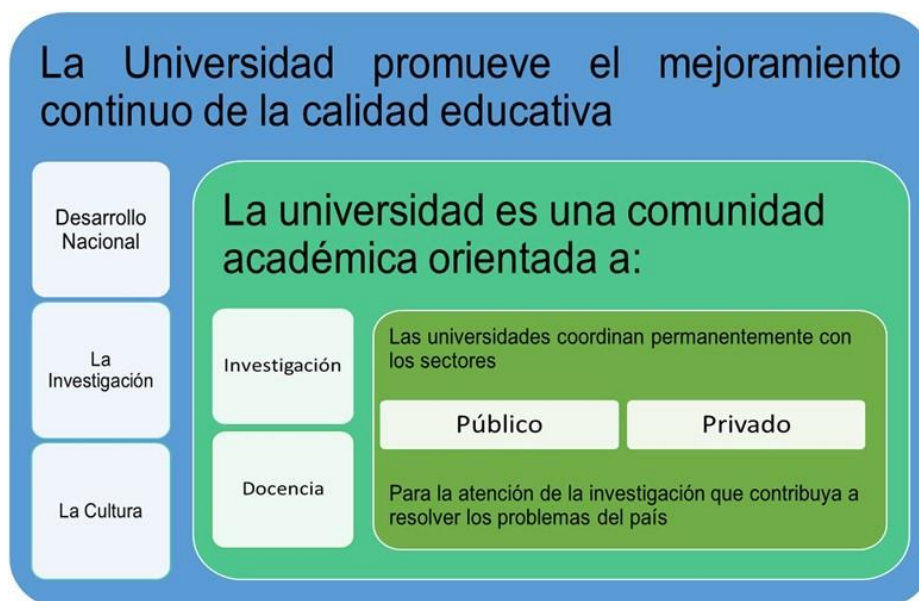 La Universidad promueve el mejoramiento
continuo de la calidad educativa
Desarrollo
Nacional
La
Investigación
La Cultura
La universidad es una comunidad
académica orientada a:
Investigación
Docencia
Las universidades coordinan permanentemente con
los sectores
Público
Privado
Para la atención de la investigación que contribuya a
resolver los problemas del país